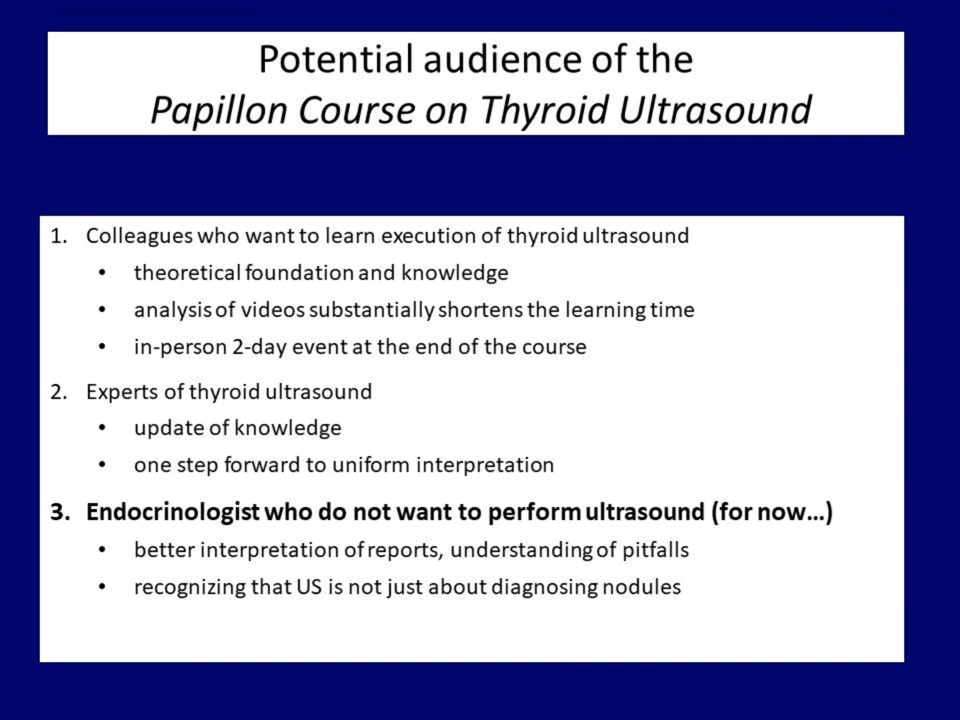 Potential audience of the
Papillon Course on Thyroid Ultrasound
1. Colleagues who want to learn execution of thyroid ultrasound
• theoretical foundation and knowledge
• analysis of videos substantially shortens the learning time
• in-person 2-day event at the end of the course
2. Experts of thyroid ultrasound
• update of knowledge
• one step forward to uniform interpretation
3. Endocrinologist who do not want to perform ultrasound (for now…)
• better interpretation of reports, understanding of pitfalls
• recognizing that US is not just about diagnosing nodules